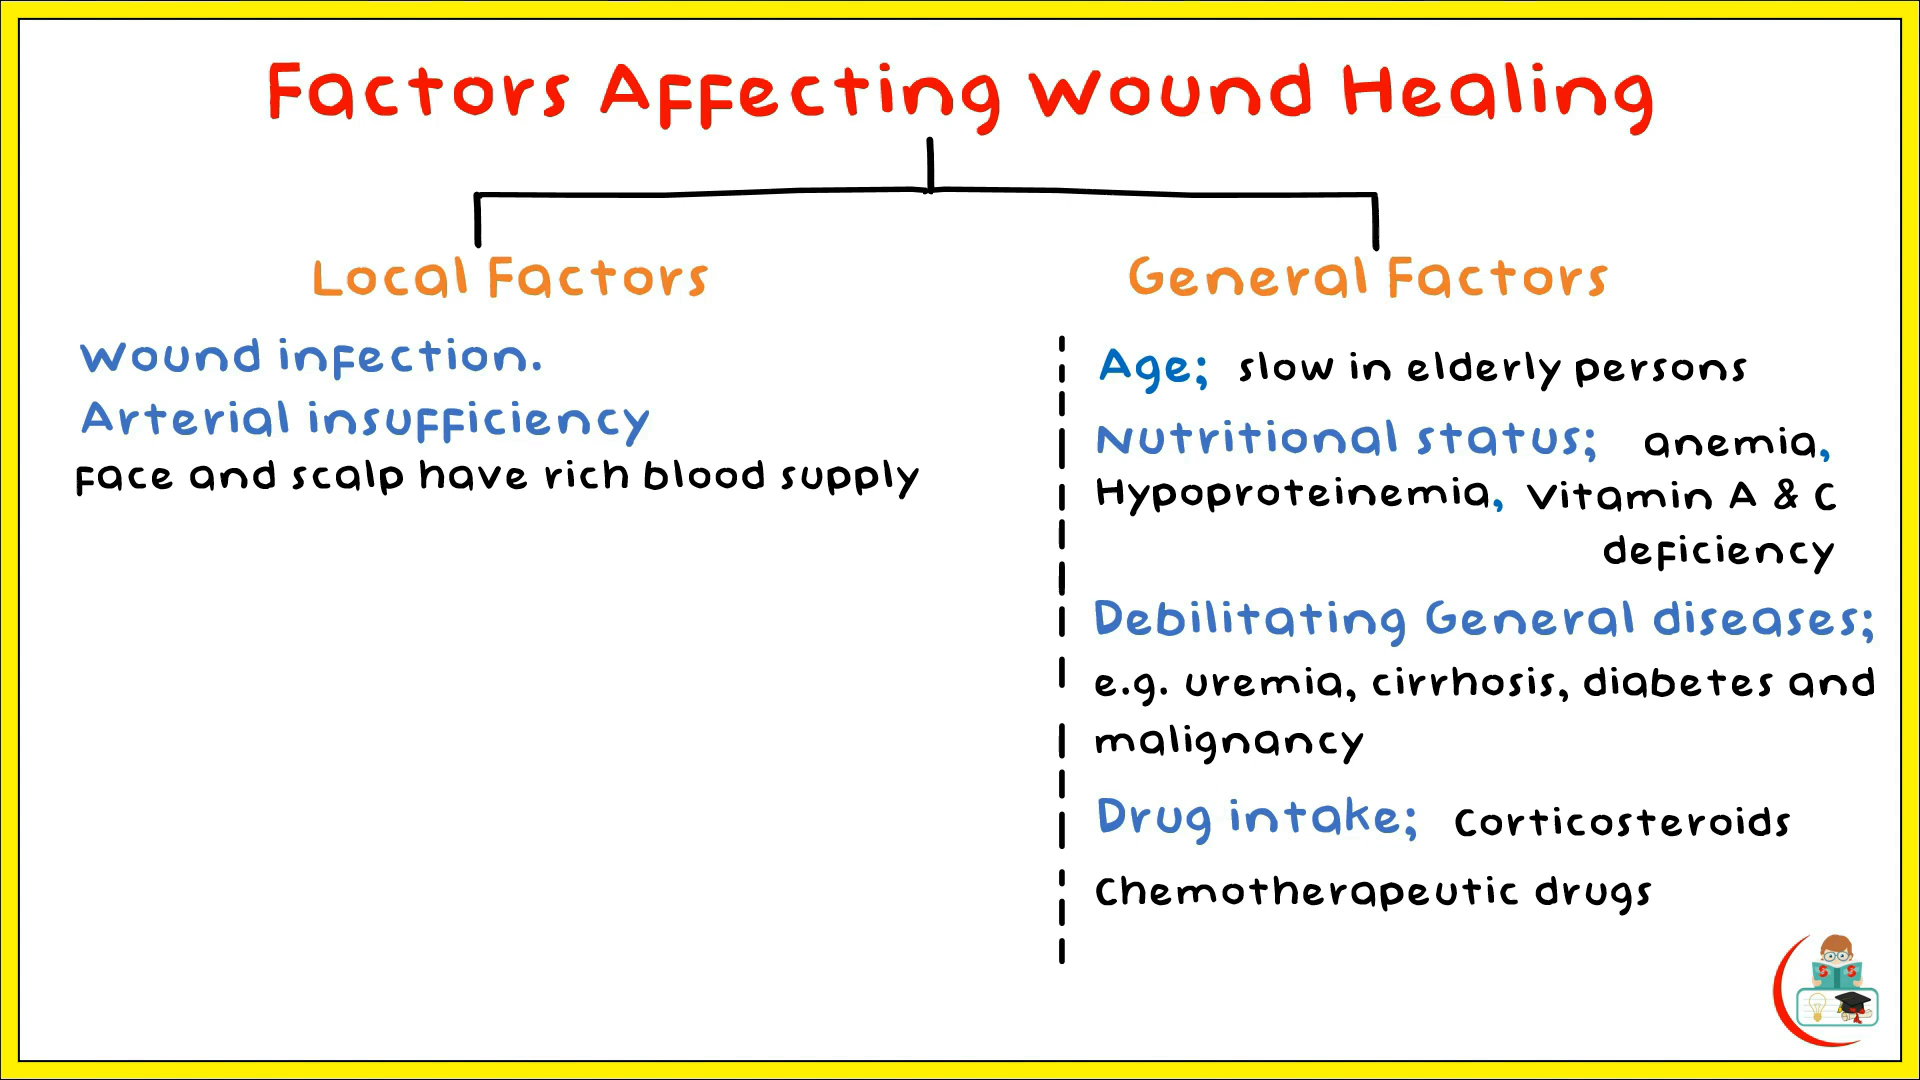 Factors Affecting Wound Healing
Local Factors
Wound infection.
Arterial insufficiency
Face and scalp have rich blood supply
General Factors
Age; slow in elderly persons
Nutritional status; anemia,
Hypoproteinemia, Vitamin A & C
deficiency
Debilitating General diseases;
e.g. uremia, cirrhosis, diabetes and
malignancy
Drug intake; Corticosteroids
Chemotherapeutic drugs